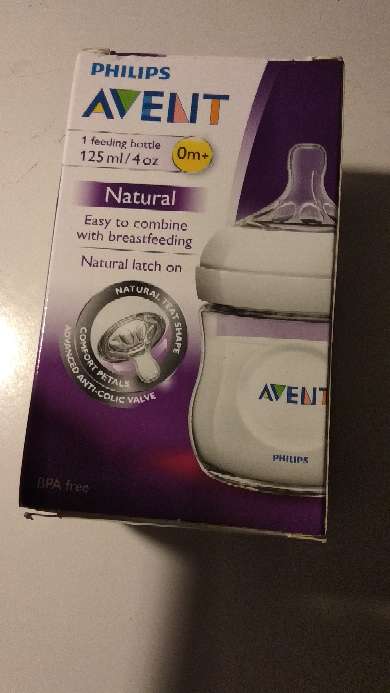 PHILIPS
AVENT
1 feeding bottle
125 ml / 4 oz
0m+
Natural
Easy to combine
with breastfeeding
Natural latch on
NATURAL TEAT SHAPE
COMFORT PETALS
ADVANCED ANTI-COLIC VALVE
AVENT
PHILIPS
BPA free